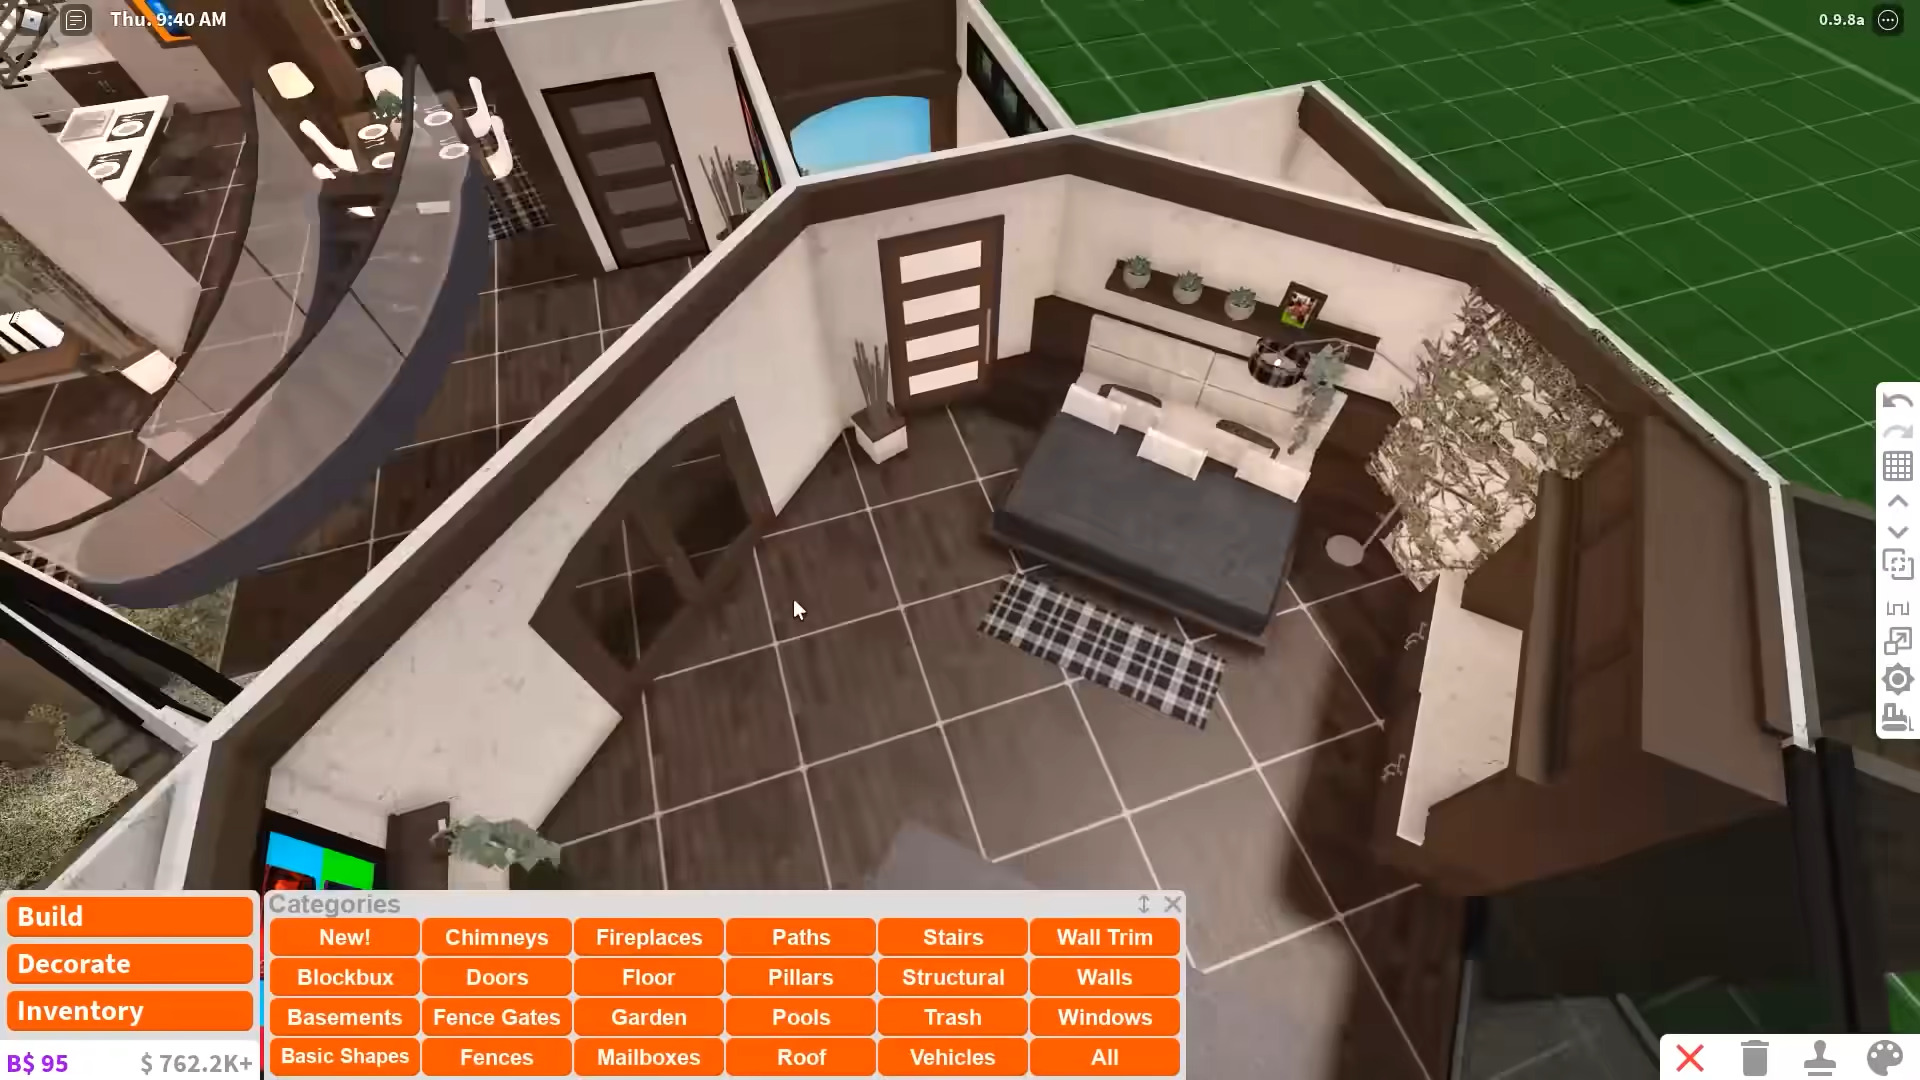 Thu. 9:40 AM
0.9.8a
Build
Decorate
Inventory
B$ 95 $ 762.2K+
Categories
New! Chimneys Fireplaces Paths Stairs Wall Trim
Blockbux Doors Floor Pillars Structural Walls
Basements Fence Gates Garden Pools Trash Windows
Basic Shapes Fences Mailboxes Roof Vehicles All